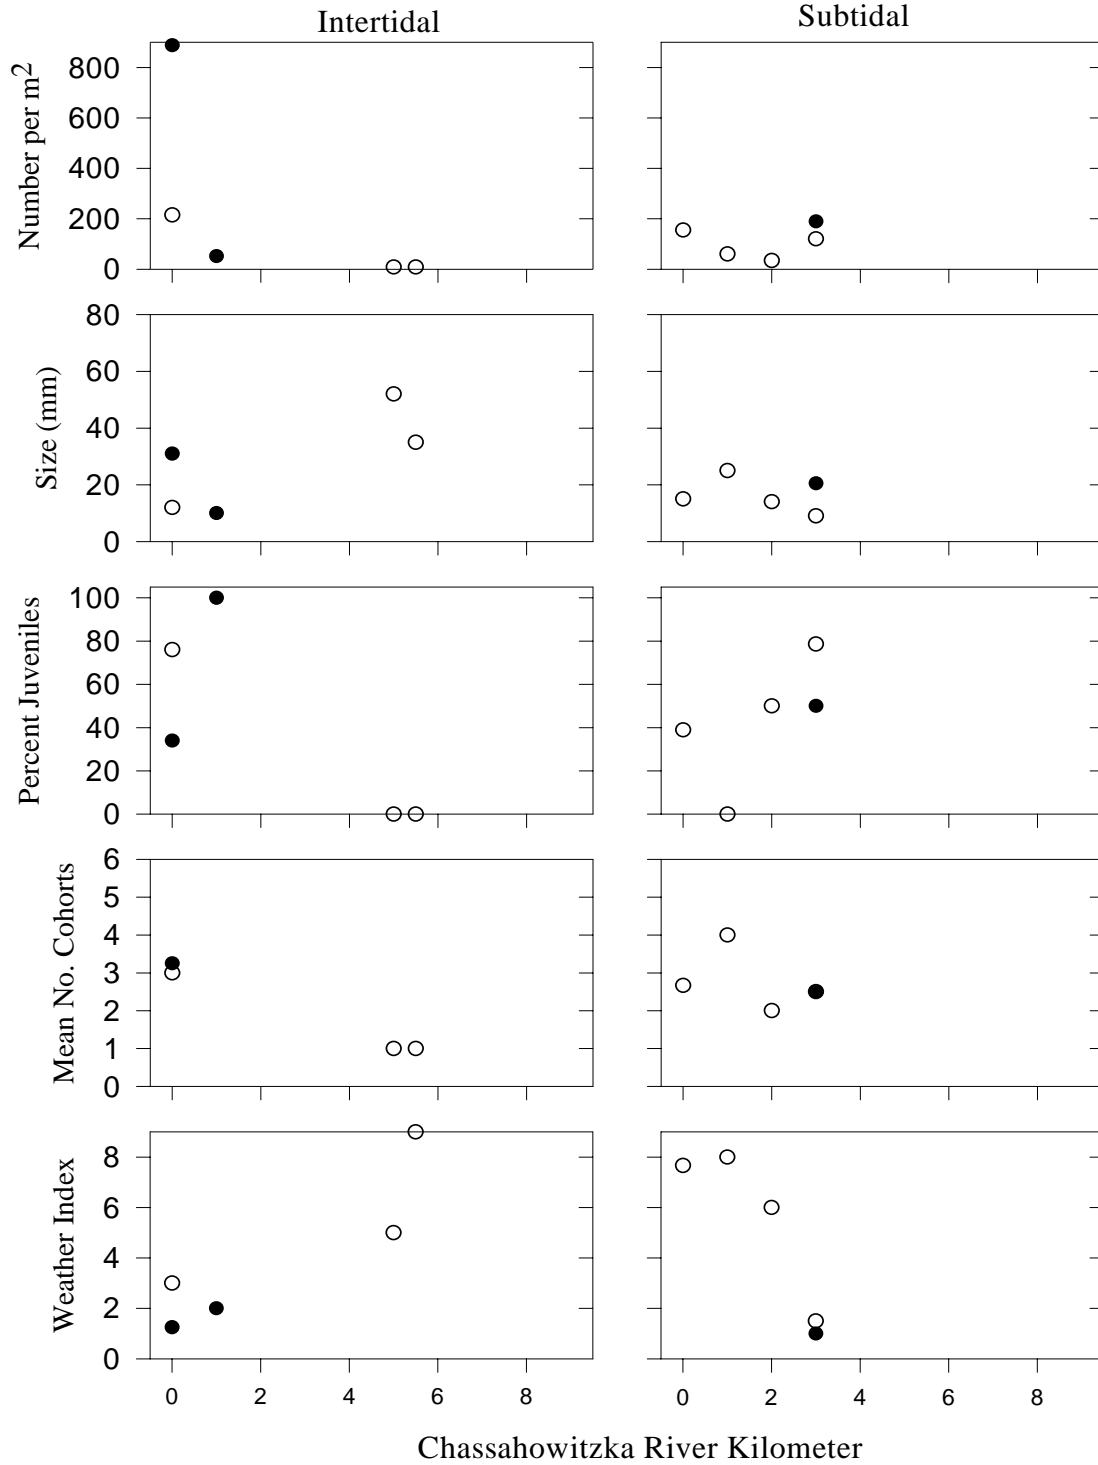 Intertidal
Subtidal
Number per m2
800
600
400
200
0
Size (mm)
80
60
40
20
0
Percent Juveniles
100
80
60
40
20
0
Mean No. Cohorts
6
5
4
3
2
1
0
Weather Index
8
6
4
2
0
0 2 4 6 8
0 2 4 6 8
Chassahowitzka River Kilometer